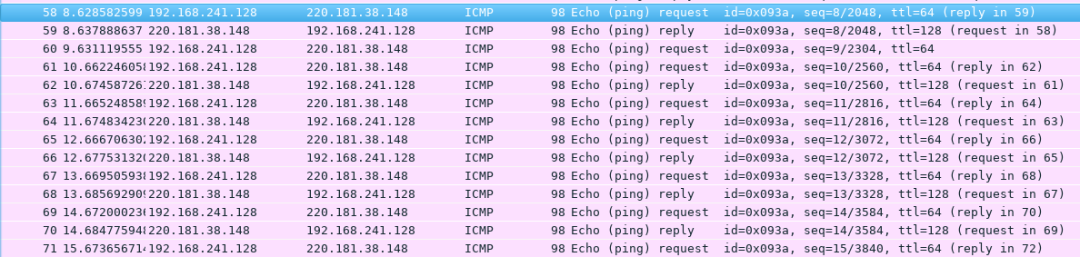 58 8.628582599 192.168.241.128 220.181.38.148 ICMP 98 Echo (ping) request id=0x093a, seq=8/2048, ttl=64 (reply in 59)
59 8.637888637 220.181.38.148 192.168.241.128 ICMP 98 Echo (ping) reply id=0x093a, seq=8/2048, ttl=128 (request in 58)
60 9.631119555 192.168.241.128 220.181.38.148 ICMP 98 Echo (ping) request id=0x093a, seq=9/2304, ttl=64
61 10.66224605 192.168.241.128 220.181.38.148 ICMP 98 Echo (ping) request id=0x093a, seq=10/2560, ttl=64 (reply in 62)
62 10.67458726 220.181.38.148 192.168.241.128 ICMP 98 Echo (ping) reply id=0x093a, seq=10/2560, ttl=128 (request in 61)
63 11.66524858 192.168.241.128 220.181.38.148 ICMP 98 Echo (ping) request id=0x093a, seq=11/2816, ttl=64 (reply in 64)
64 11.67483423 220.181.38.148 192.168.241.128 ICMP 98 Echo (ping) reply id=0x093a, seq=11/2816, ttl=128 (request in 63)
65 12.66670630 192.168.241.128 220.181.38.148 ICMP 98 Echo (ping) request id=0x093a, seq=12/3072, ttl=64 (reply in 66)
66 12.67753132 220.181.38.148 192.168.241.128 ICMP 98 Echo (ping) reply id=0x093a, seq=12/3072, ttl=128 (request in 65)
67 13.66950593 192.168.241.128 220.181.38.148 ICMP 98 Echo (ping) request id=0x093a, seq=13/3328, ttl=64 (reply in 68)
68 13.68569290 220.181.38.148 192.168.241.128 ICMP 98 Echo (ping) reply id=0x093a, seq=13/3328, ttl=128 (request in 67)
69 14.67200023 192.168.241.128 220.181.38.148 ICMP 98 Echo (ping) request id=0x093a, seq=14/3584, ttl=64 (reply in 70)
70 14.68477594 220.181.38.148 192.168.241.128 ICMP 98 Echo (ping) reply id=0x093a, seq=14/3584, ttl=128 (request in 69)
71 15.67365671 192.168.241.128 220.181.38.148 ICMP 98 Echo (ping) request id=0x093a, seq=15/3840, ttl=64 (reply in 72)